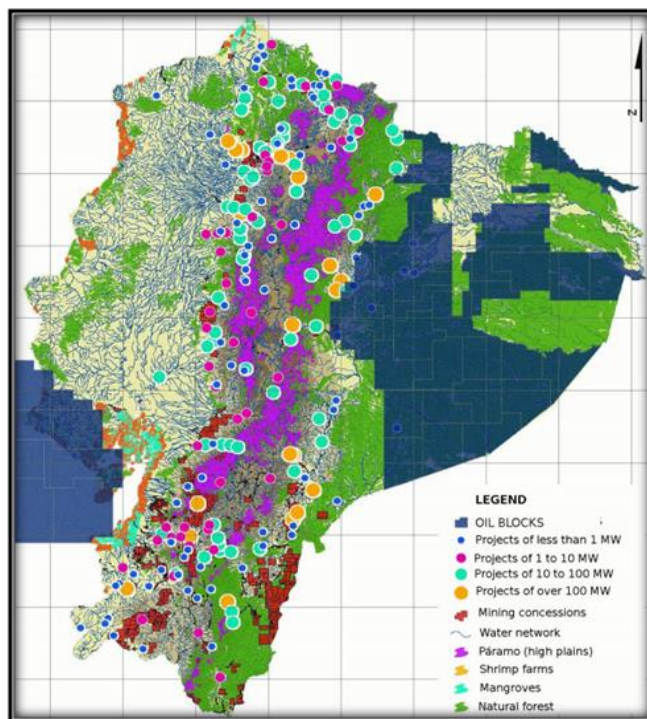 Z
LEGEND
OIL BLOCKS
Projects of less than 1 MW
Projects of 1 to 10 MW
Projects of 10 to 100 MW
Projects of over 100 MW
Mining concessions
Water network
Páramo (high plains)
Shrimp farms
Mangroves
Natural forest